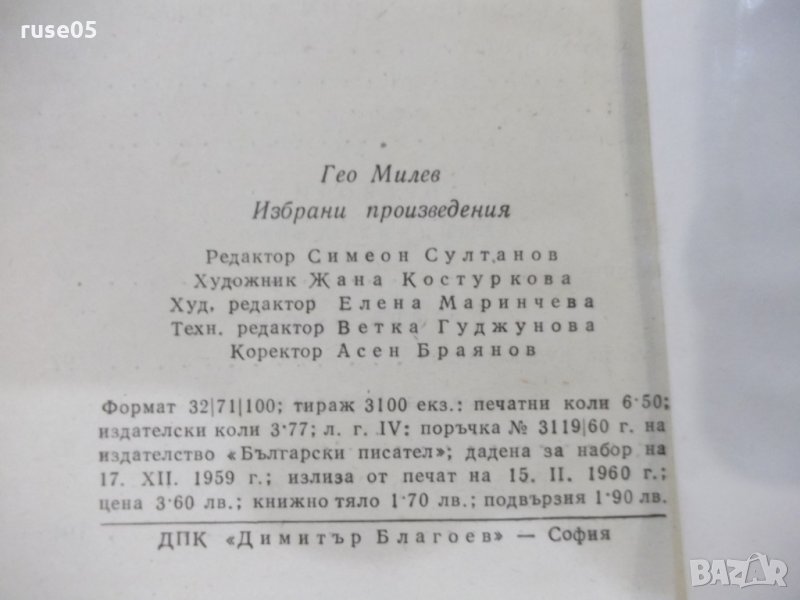 ruse05
Гео Милев
Избрани произведения
Редактор Симеон Султанов
Художник Жана Костуркова
Худ. редактор Елена Маринчева
Техн. редактор Ветка Гуджунова
Коректор Асен Браянов
Формат 32|71|100; тираж 3100 екз.: печатни коли 6·50;
издателски коли 3·77; л. г. IV: поръчка № 3119|60 г. на
издателство «Български писател»; дадена за набор на
17. XII. 1959 г.; излиза от печат на 15. II. 1960 г.;
цена 3·60 лв.; книжно тяло 1·70 лв.; подвързия 1·90 лв.
ДПК «Димитър Благоев» — София
BAZAR